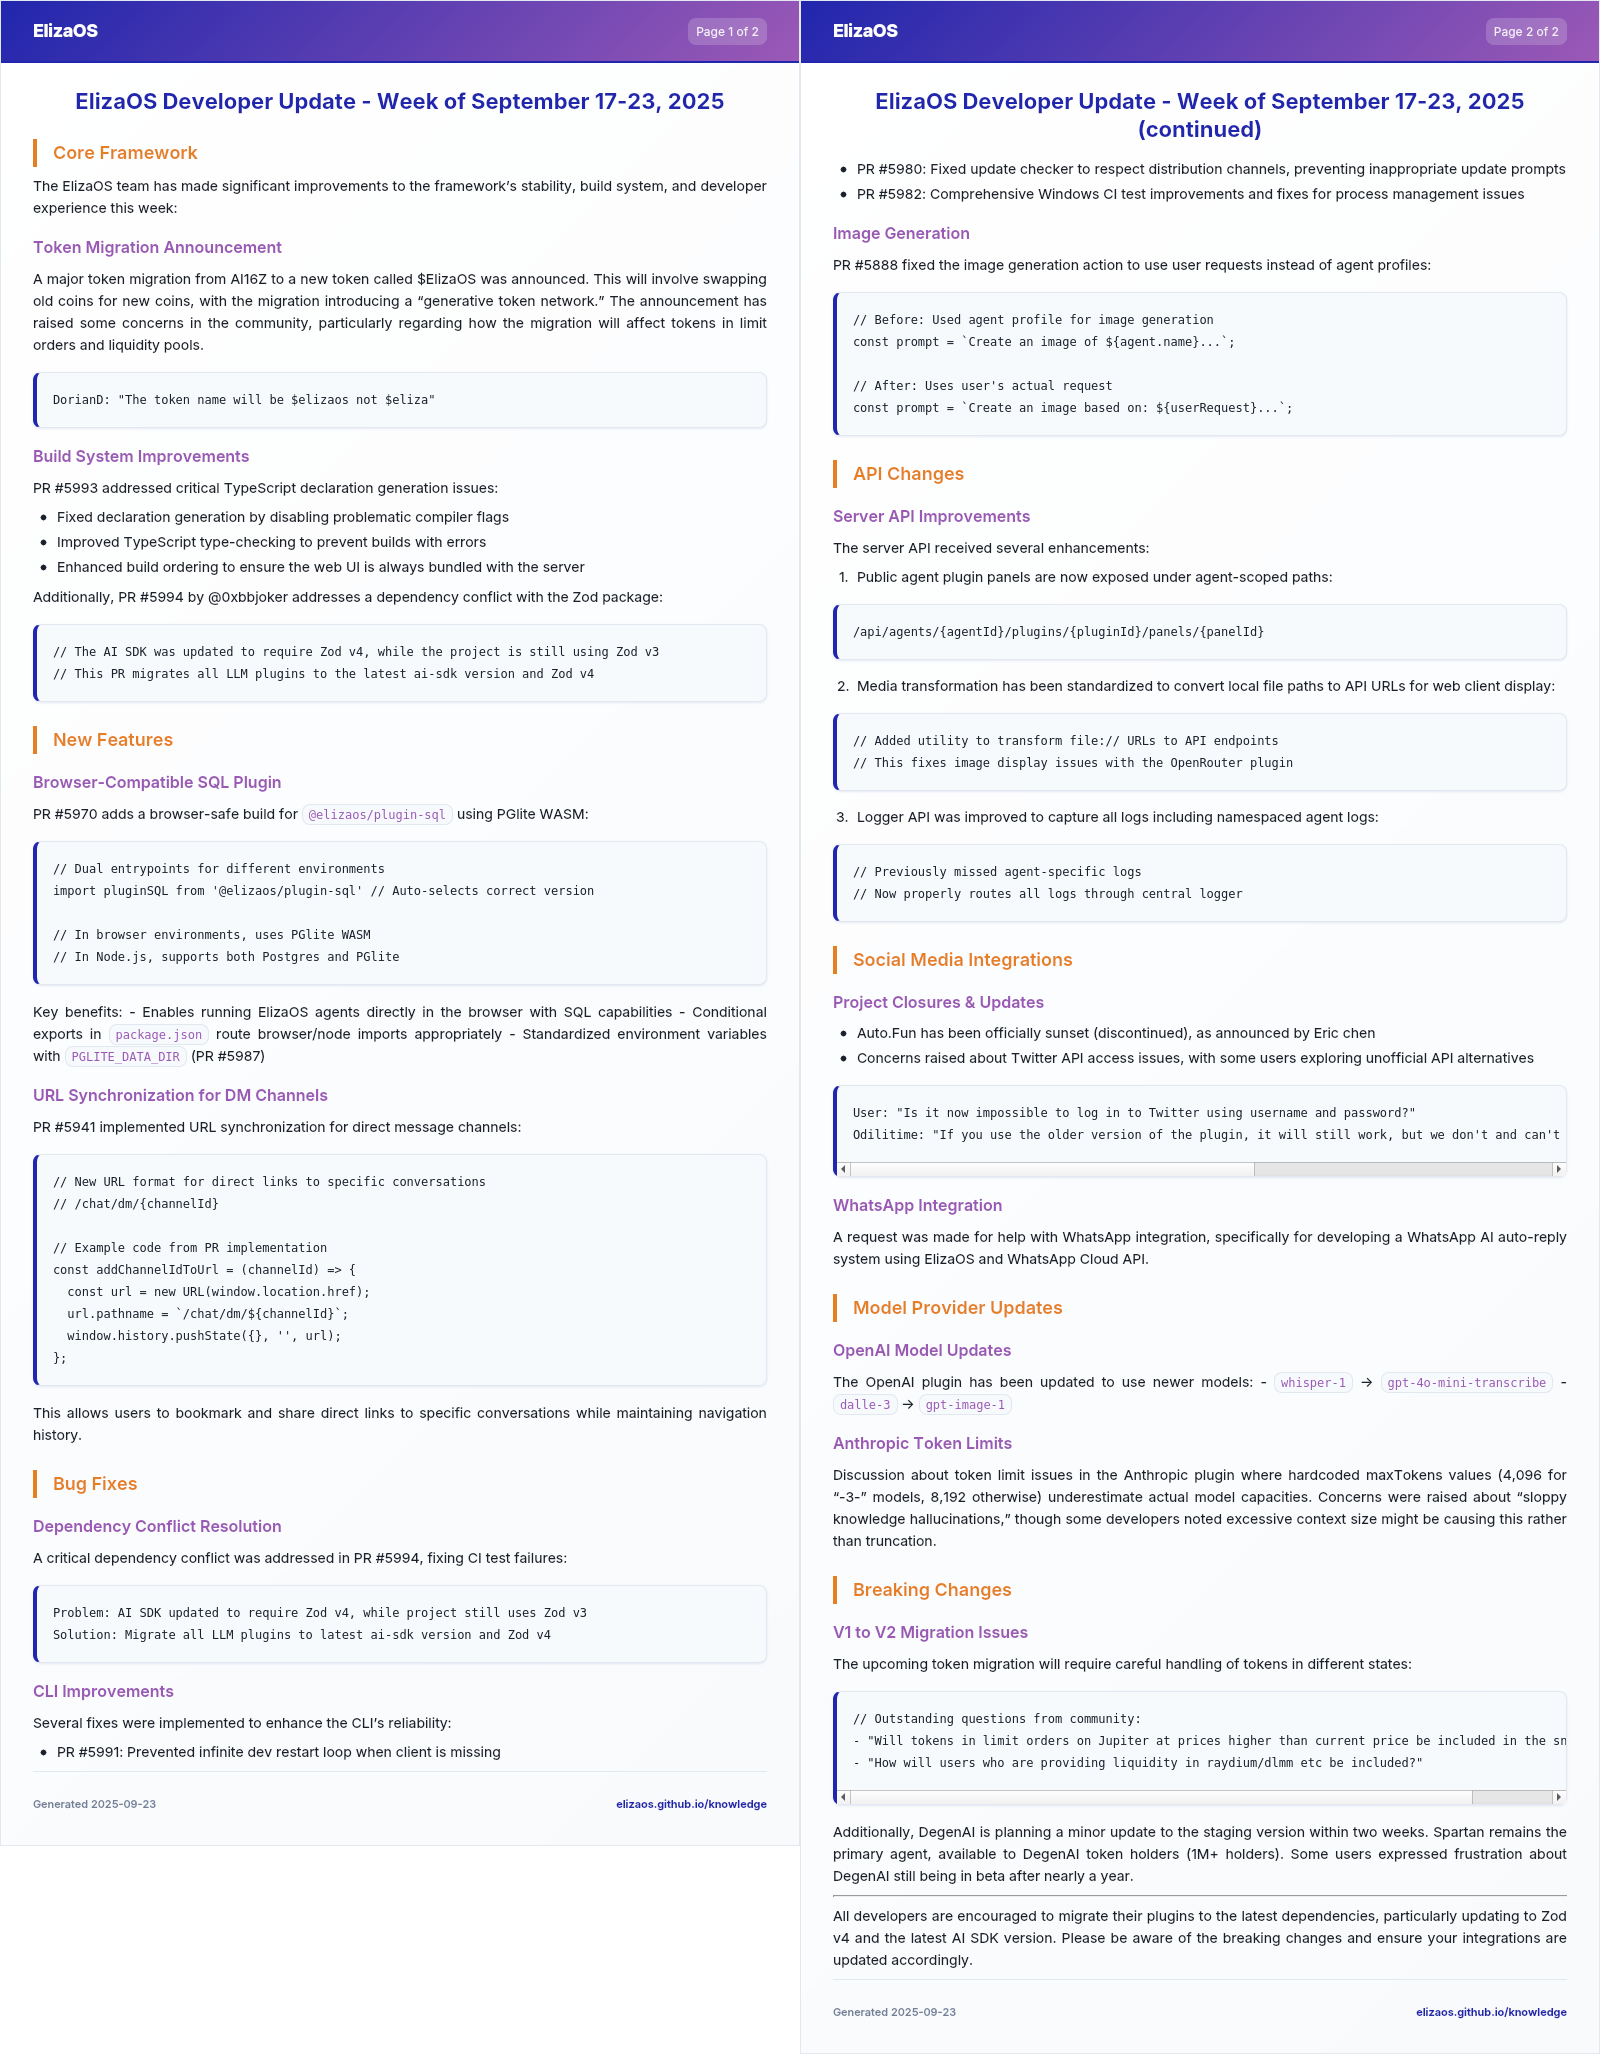 ElizaOS
Page 1 of 2
ElizaOS Developer Update - Week of September 17-23, 2025
Core Framework
The ElizaOS team has made significant improvements to the framework’s stability, build system, and developer
experience this week:
Token Migration Announcement
A major token migration from AI16Z to a new token called $ElizaOS was announced. This will involve swapping
old coins for new coins, with the migration introducing a “generative token network.” The announcement has
raised some concerns in the community, particularly regarding how the migration will affect tokens in limit
orders and liquidity pools.
DorianD: "The token name will be $elizaos not $eliza"
Build System Improvements
PR #5993 addressed critical TypeScript declaration generation issues:
• Fixed declaration generation by disabling problematic compiler flags
• Improved TypeScript type-checking to prevent builds with errors
• Enhanced build ordering to ensure the web UI is always bundled with the server
Additionally, PR #5994 by @0xbbjoker addresses a dependency conflict with the Zod package:
// The AI SDK was updated to require Zod v4, while the project is still using Zod v3
// This PR migrates all LLM plugins to the latest ai-sdk version and Zod v4
New Features
Browser-Compatible SQL Plugin
PR #5970 adds a browser-safe build for @elizaos/plugin-sql using PGlite WASM:
// Dual entrypoints for different environments
import pluginSQL from '@elizaos/plugin-sql' // Auto-selects correct version
// In browser environments, uses PGlite WASM
// In Node.js, supports both Postgres and PGlite
Key benefits: - Enables running ElizaOS agents directly in the browser with SQL capabilities - Conditional
exports in package.json route browser/node imports appropriately - Standardized environment variables
with PGLITE_DATA_DIR (PR #5987)
URL Synchronization for DM Channels
PR #5941 implemented URL synchronization for direct message channels:
// New URL format for direct links to specific conversations
// /chat/dm/{channelId}
// Example code from PR implementation
const addChannelIdToUrl = (channelId) => {
  const url = new URL(window.location.href);
  url.pathname = `/chat/dm/${channelId}`;
  window.history.pushState({}, '', url);
};
This allows users to bookmark and share direct links to specific conversations while maintaining navigation
history.
Bug Fixes
Dependency Conflict Resolution
A critical dependency conflict was addressed in PR #5994, fixing CI test failures:
Problem: AI SDK updated to require Zod v4, while project still uses Zod v3
Solution: Migrate all LLM plugins to latest ai-sdk version and Zod v4
CLI Improvements
Several fixes were implemented to enhance the CLI’s reliability:
• PR #5991: Prevented infinite dev restart loop when client is missing
Generated 2025-09-23
elizaos.github.io/knowledge
ElizaOS
Page 2 of 2
ElizaOS Developer Update - Week of September 17-23, 2025
(continued)
• PR #5980: Fixed update checker to respect distribution channels, preventing inappropriate update prompts
• PR #5982: Comprehensive Windows CI test improvements and fixes for process management issues
Image Generation
PR #5888 fixed the image generation action to use user requests instead of agent profiles:
// Before: Used agent profile for image generation
const prompt = `Create an image of ${agent.name}...`;
// After: Uses user's actual request
const prompt = `Create an image based on: ${userRequest}...`;
API Changes
Server API Improvements
The server API received several enhancements:
1. Public agent plugin panels are now exposed under agent-scoped paths:
/api/agents/{agentId}/plugins/{pluginId}/panels/{panelId}
2. Media transformation has been standardized to convert local file paths to API URLs for web client display:
// Added utility to transform file:// URLs to API endpoints
// This fixes image display issues with the OpenRouter plugin
3. Logger API was improved to capture all logs including namespaced agent logs:
// Previously missed agent-specific logs
// Now properly routes all logs through central logger
Social Media Integrations
Project Closures & Updates
• Auto.Fun has been officially sunset (discontinued), as announced by Eric chen
• Concerns raised about Twitter API access issues, with some users exploring unofficial API alternatives
User: "Is it now impossible to log in to Twitter using username and password?"
Odilitime: "If you use the older version of the plugin, it will still work, but we don't and can't
WhatsApp Integration
A request was made for help with WhatsApp integration, specifically for developing a WhatsApp AI auto-reply
system using ElizaOS and WhatsApp Cloud API.
Model Provider Updates
OpenAI Model Updates
The OpenAI plugin has been updated to use newer models: - whisper-1 → gpt-4o-mini-transcribe -
dalle-3 → gpt-image-1
Anthropic Token Limits
Discussion about token limit issues in the Anthropic plugin where hardcoded maxTokens values (4,096 for
“-3-” models, 8,192 otherwise) underestimate actual model capacities. Concerns were raised about “sloppy
knowledge hallucinations,” though some developers noted excessive context size might be causing this rather
than truncation.
Breaking Changes
V1 to V2 Migration Issues
The upcoming token migration will require careful handling of tokens in different states:
// Outstanding questions from community:
- "Will tokens in limit orders on Jupiter at prices higher than current price be included in the sn
- "How will users who are providing liquidity in raydium/dlmm etc be included?"
Additionally, DegenAI is planning a minor update to the staging version within two weeks. Spartan remains the
primary agent, available to DegenAI token holders (1M+ holders). Some users expressed frustration about
DegenAI still being in beta after nearly a year.
All developers are encouraged to migrate their plugins to the latest dependencies, particularly updating to Zod
v4 and the latest AI SDK version. Please be aware of the breaking changes and ensure your integrations are
updated accordingly.
Generated 2025-09-23
elizaos.github.io/knowledge